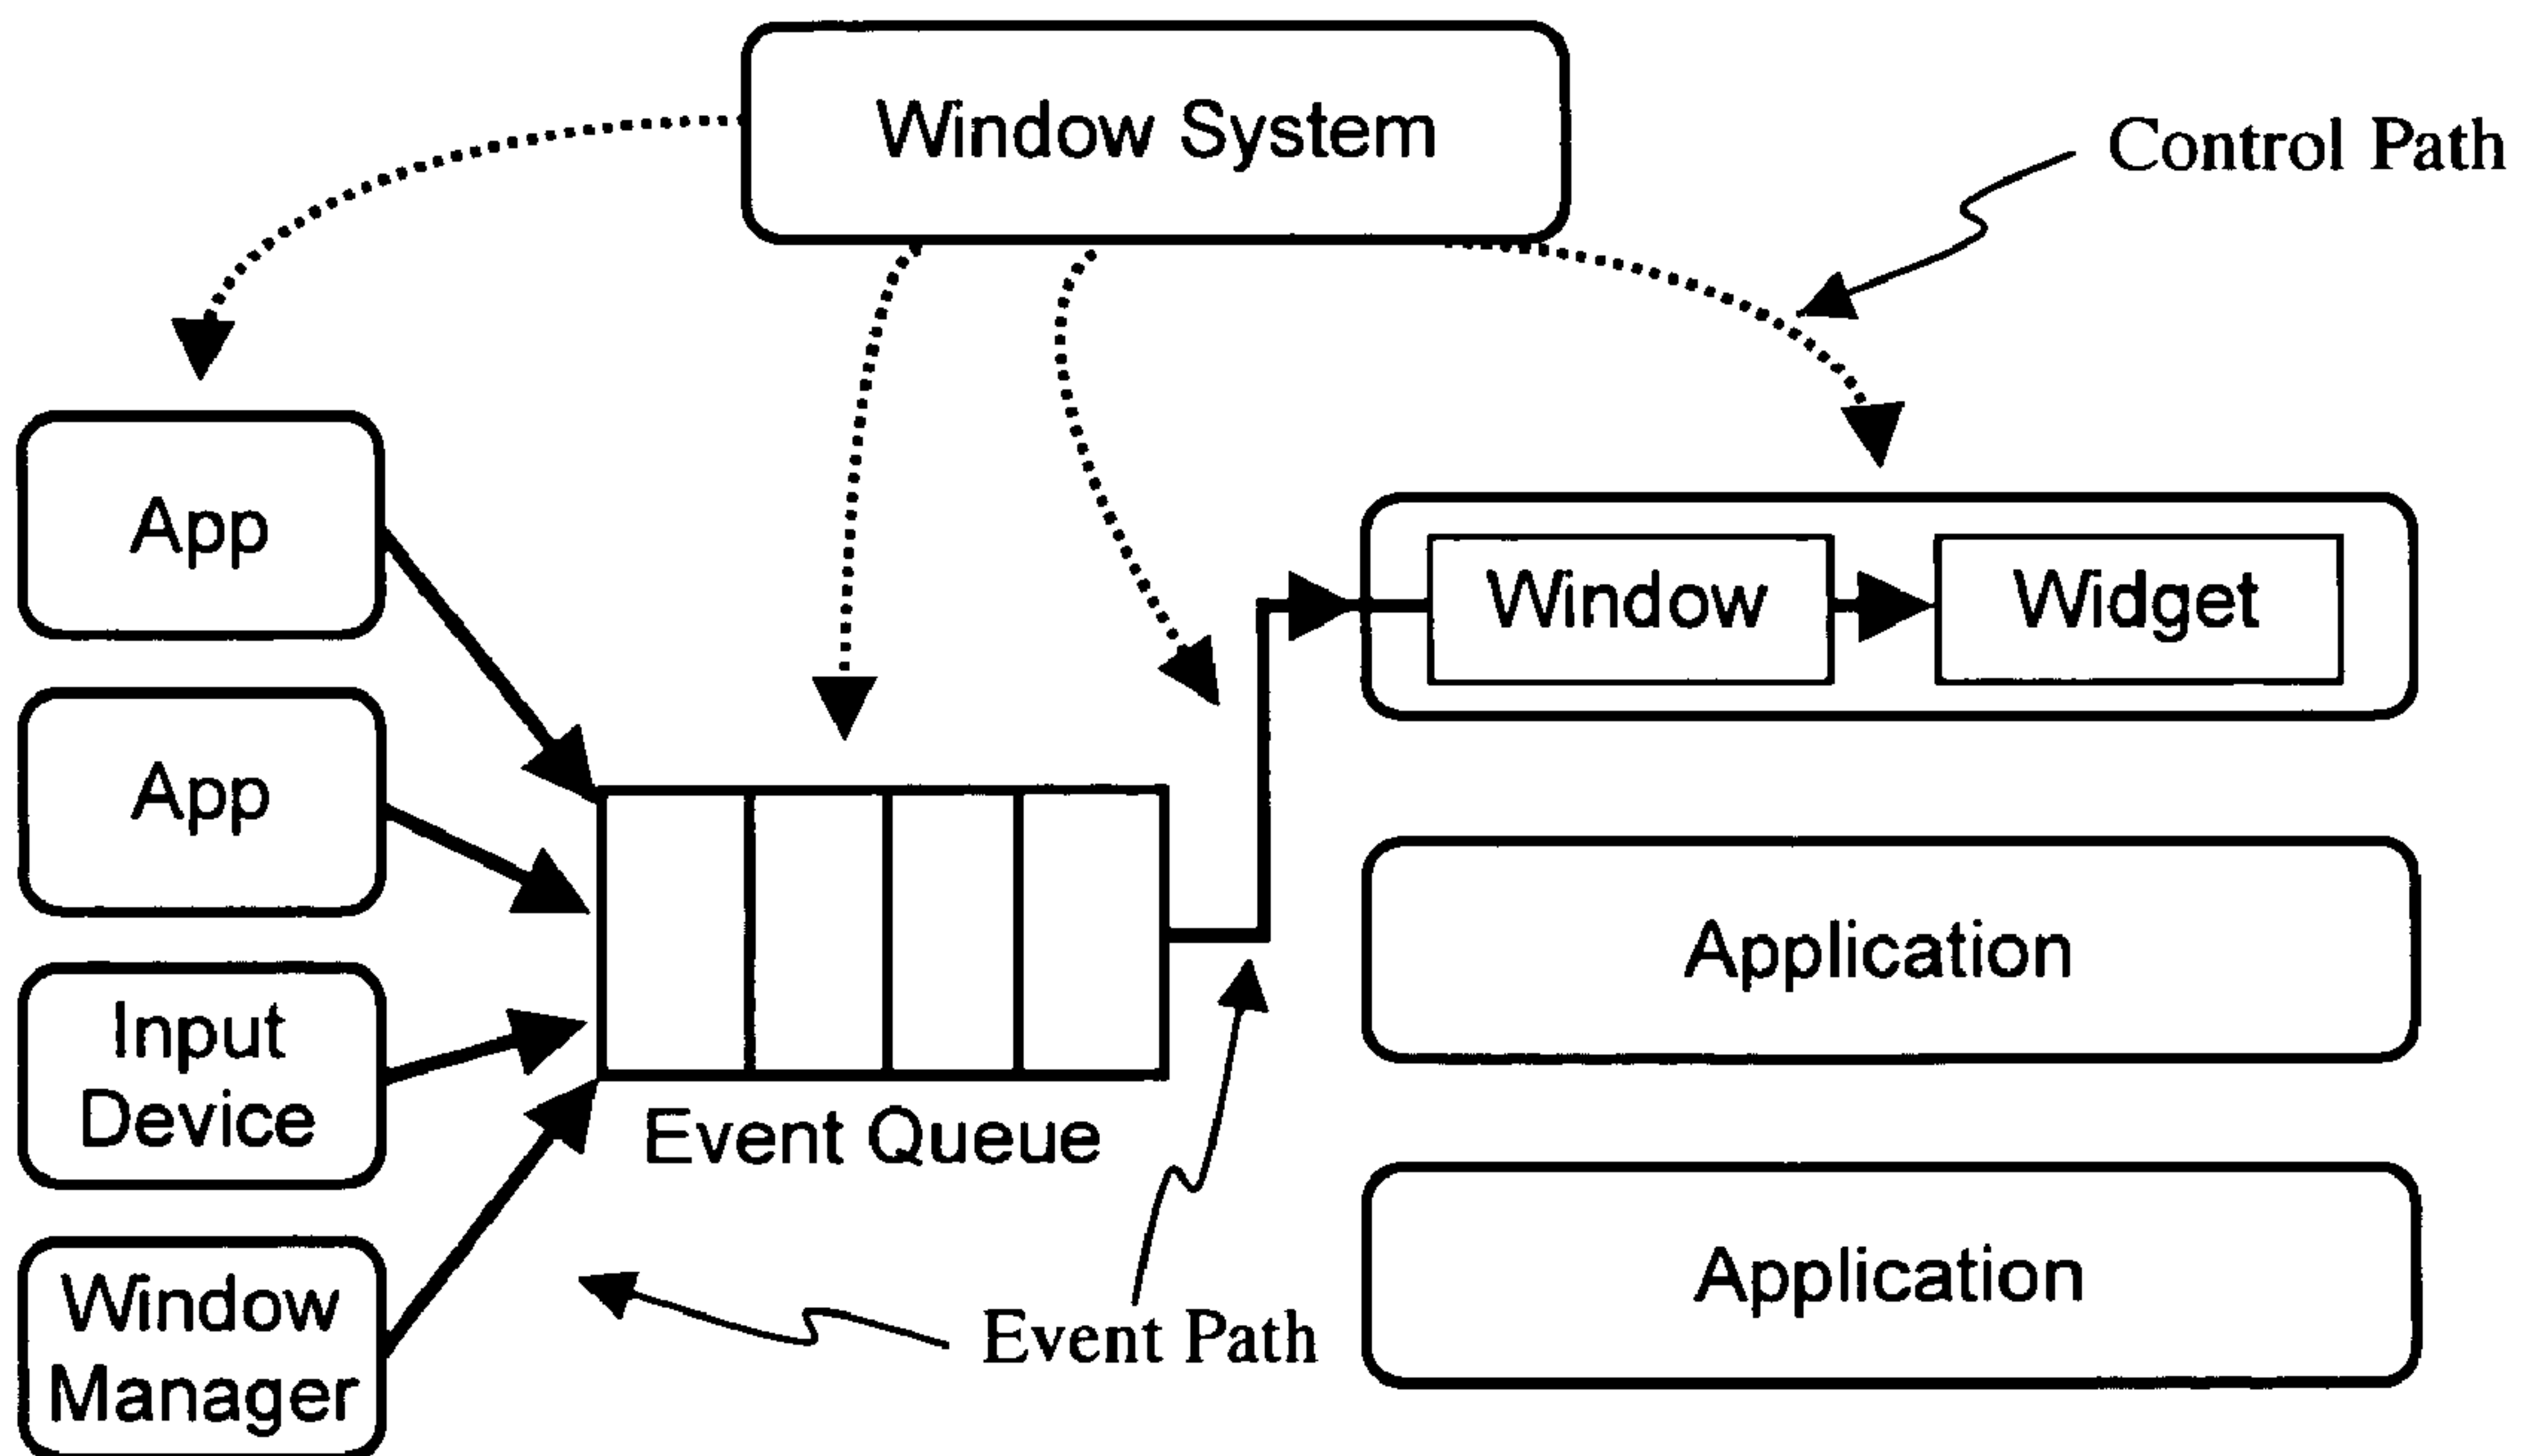 Window System
Control Path
App
Window
Widget
App
Application
Input
Device
Event Queue
Window
Manager
Event Path
Application